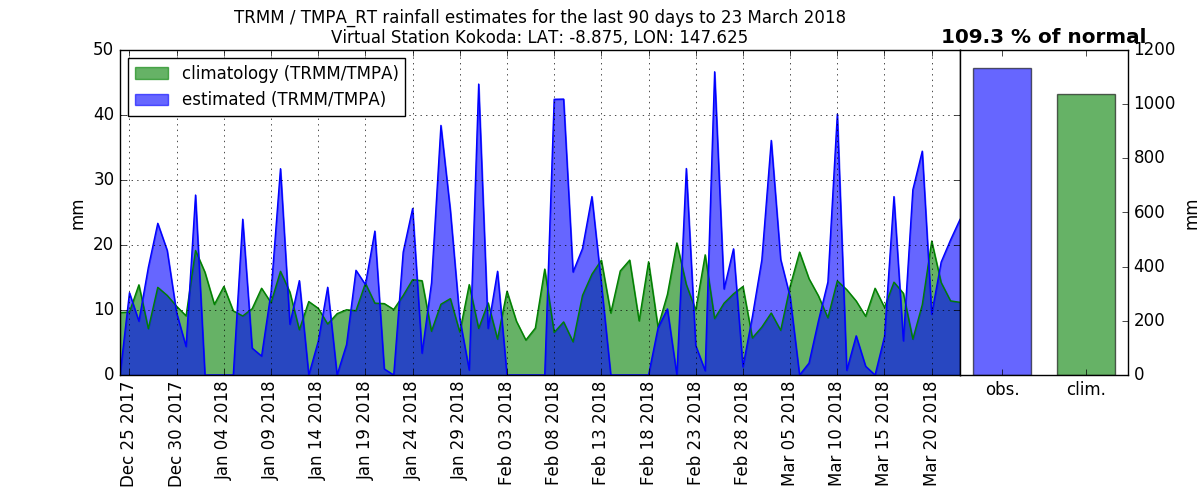 TRMM / TMPA_RT rainfall estimates for the last 90 days to 23 March 2018
Virtual Station Kokoda: LAT: -8.875, LON: 147.625
109.3 % of normal
climatology (TRMM/TMPA)
estimated (TRMM/TMPA)
50
40
30
20
10
0
mm
1200
1000
800
600
400
200
0
mm
Dec 25 2017
Dec 30 2017
Jan 04 2018
Jan 09 2018
Jan 14 2018
Jan 19 2018
Jan 24 2018
Jan 29 2018
Feb 03 2018
Feb 08 2018
Feb 13 2018
Feb 18 2018
Feb 23 2018
Feb 28 2018
Mar 05 2018
Mar 10 2018
Mar 15 2018
Mar 20 2018
obs.
clim.